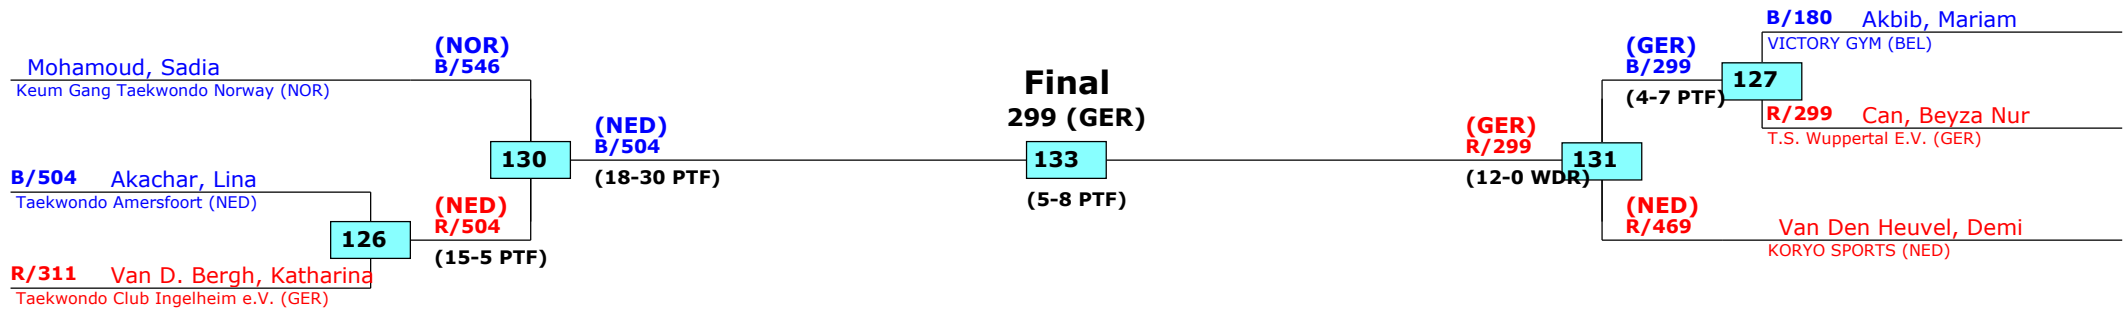 (NOR)
B/546
Mohamoud, Sadia
Keum Gang Taekwondo Norway (NOR)
130
B/504 Akachar, Lina
Taekwondo Amersfoort (NED)
126
(NED)
R/504
(15-5 PTF)
R/311 Van D. Bergh, Katharina
Taekwondo Club Ingelheim e.V. (GER)
(NED)
B/504
(18-30 PTF)
Final
299 (GER)
133
(5-8 PTF)
(GER)
R/299
(12-0 WDR)
131
(GER)
B/299
(4-7 PTF)
127
B/180 Akbib, Mariam
VICTORY GYM (BEL)
R/299 Can, Beyza Nur
T.S. Wuppertal E.V. (GER)
(NED)
R/469
Van Den Heuvel, Demi
KORYO SPORTS (NED)